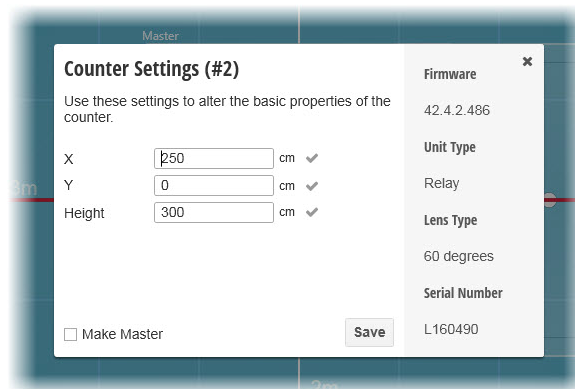 Master
Counter Settings (#2)
Use these settings to alter the basic properties of the
counter.
X 250 cm
Y 0 cm
Height 300 cm
Make Master
Save
Firmware
42.4.2.486
Unit Type
Relay
Lens Type
60 degrees
Serial Number
L160490
3m
2m